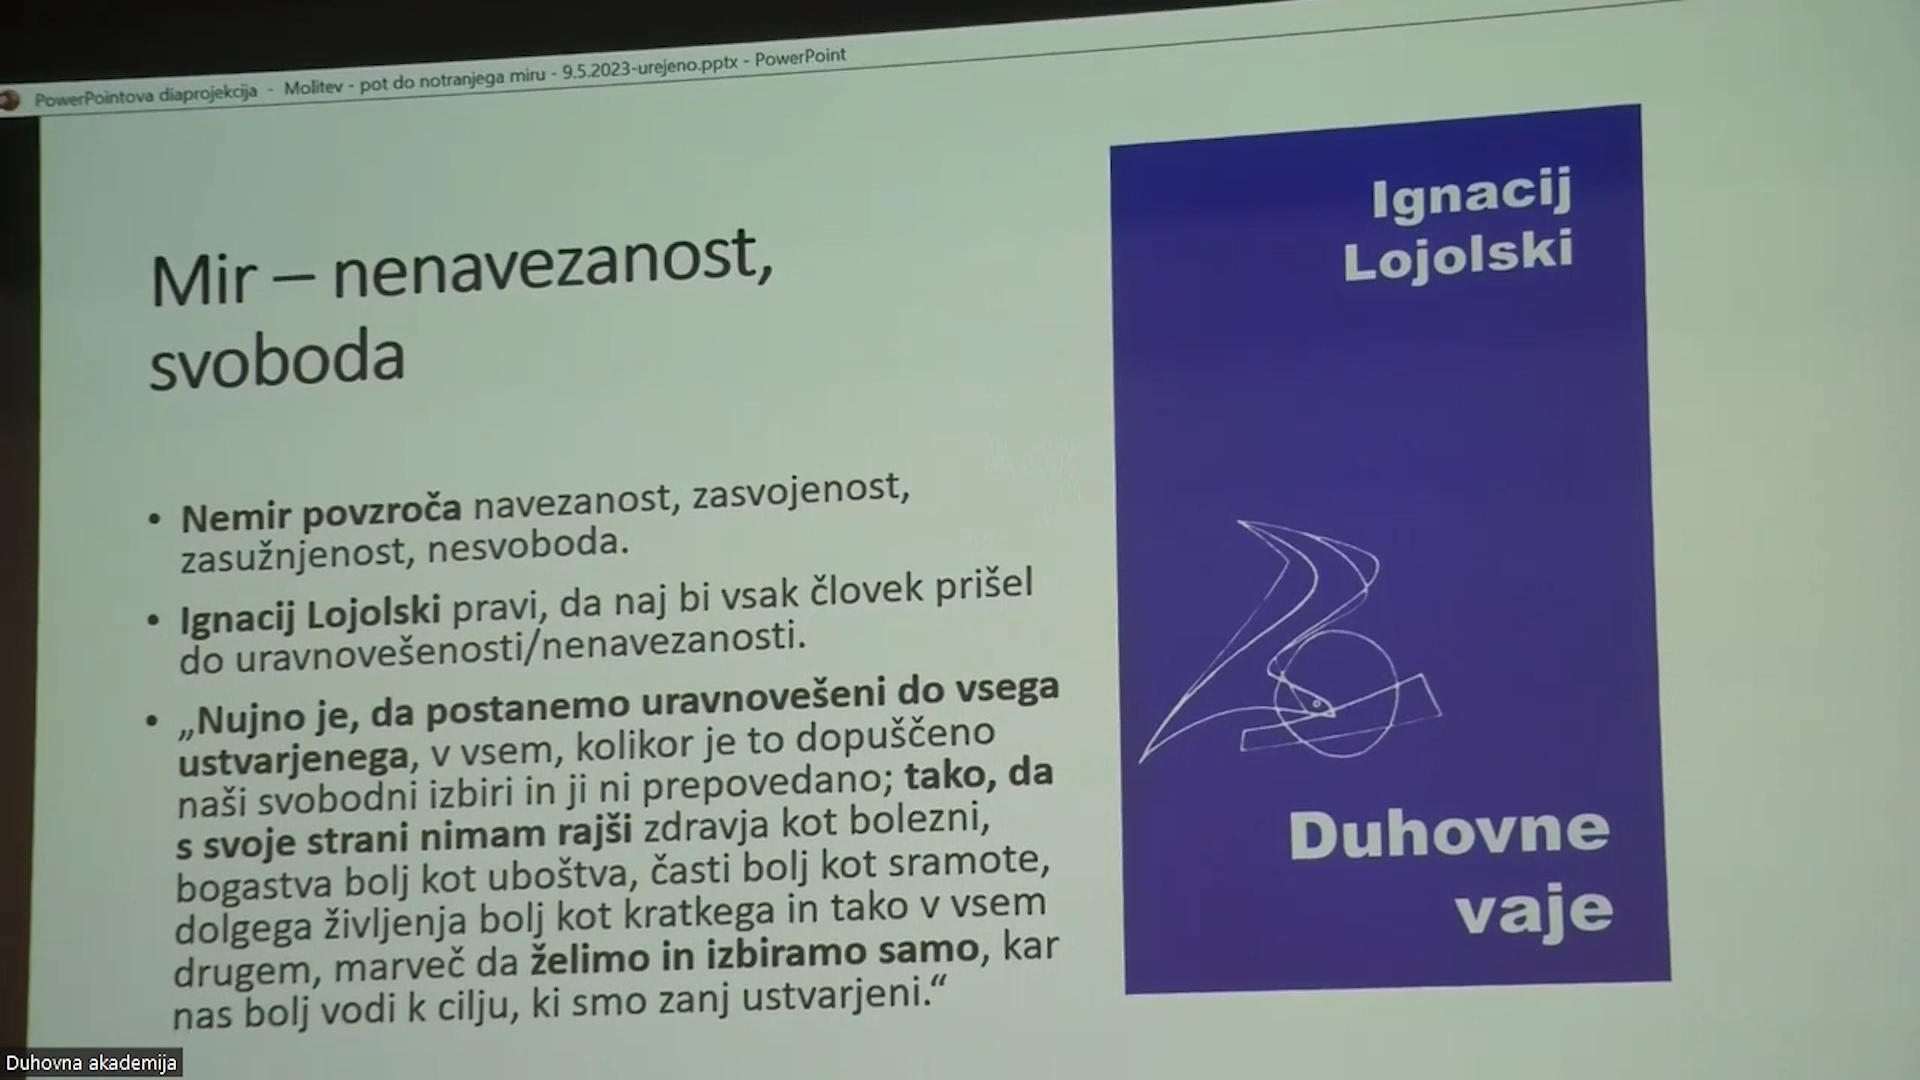 PowerPointova diaprojekcija - Molitev - pot do notranjega miru - 9.5.2023-urejeno.pptx - PowerPoint
Mir – nenavezanost,
svoboda
• Nemir povzroča navezanost, zasvojenost,
zasužnjenost, nesvoboda.
• Ignacij Lojolski pravi, da naj bi vsak človek prišel
do uravnovešenosti/nenavezanosti.
• „Nujno je, da postanemo uravnovešeni do vsega
ustvarjenega, v vsem, kolikor je to dopuščeno
naši svobodni izbiri in ji ni prepovedano; tako, da
s svoje strani nimam rajši zdravja kot bolezni,
bogastva bolj kot uboštva, časti bolj kot sramote,
dolgega življenja bolj kot kratkega in tako v vsem
drugem, marveč da želimo in izbiramo samo, kar
nas bolj vodi k cilju, ki smo zanj ustvarjeni.“
Ignacij
Lojolski
Duhovne
vaje
Duhovna akademija